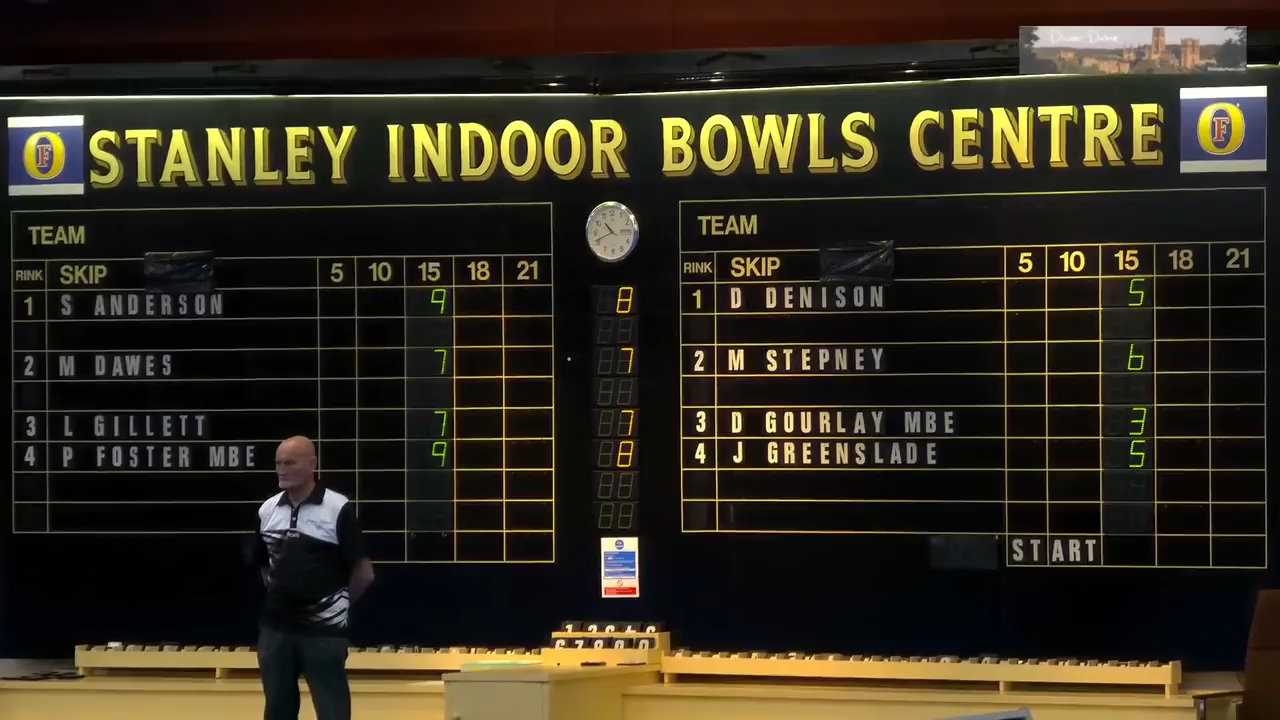 STANLEY INDOOR BOWLS CENTRE
F
F
TEAM
RINK SKIP 5 10 15 18 21
1 S ANDERSON 9
2 M DAWES 7
3 L GILLETT 7
4 P FOSTER MBE 9
8
7
7
8
TEAM
RINK SKIP 5 10 15 18 21
1 D DENISON 5
2 M STEPNEY 6
3 D GOURLAY MBE 3
4 J GREENSLADE 5
START